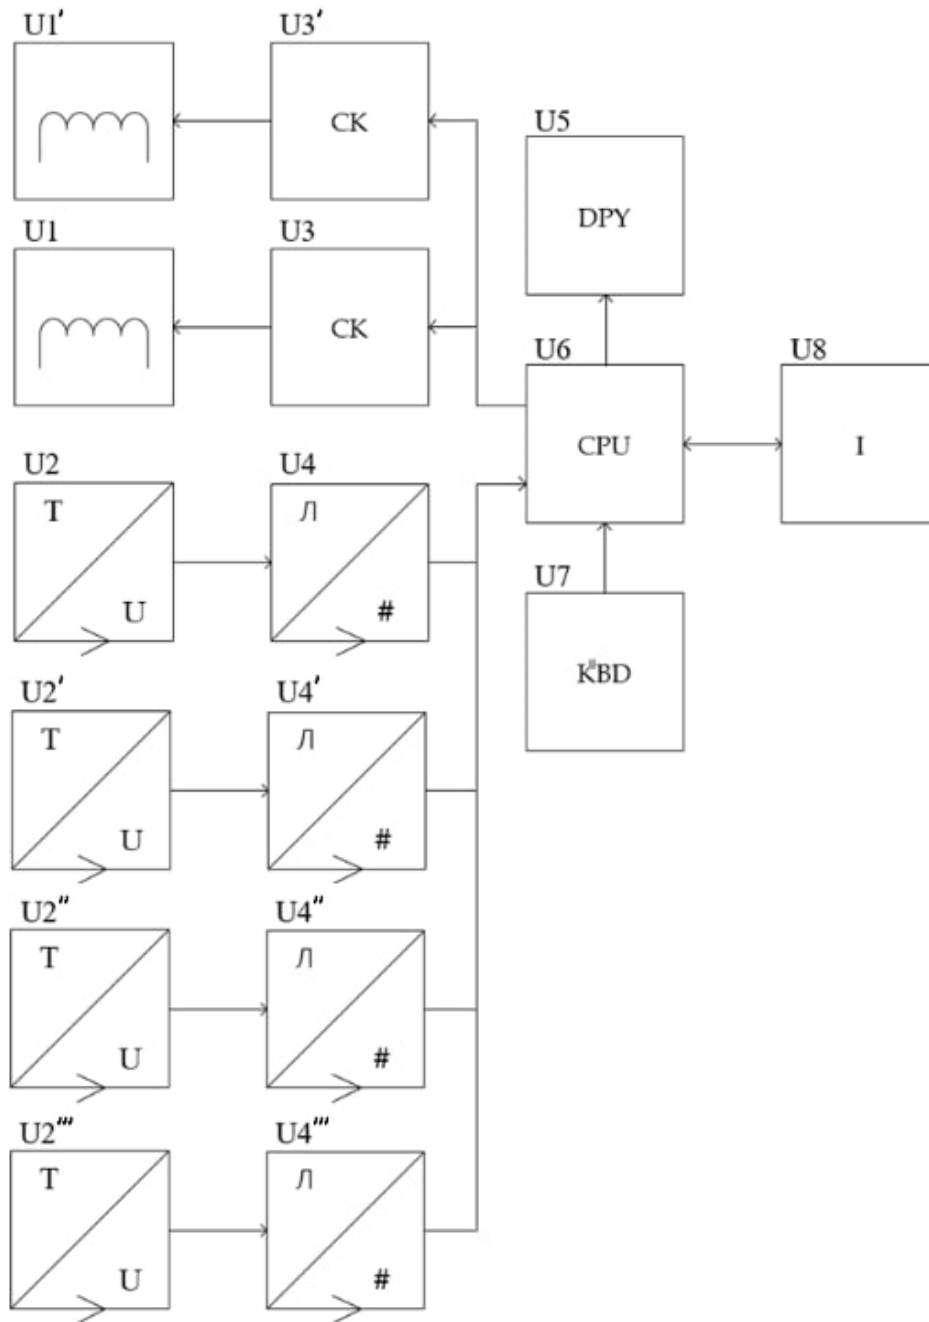 U1′ U3′
CK
U5
DPY
U1 U3
CK
U6 U8
CPU I
U2 U4
T Л
U #
U7
KBD
U2′ U4′
T Л
U #
U2″ U4″
T Л
U #
U2‴ U4‴
T Л
U #